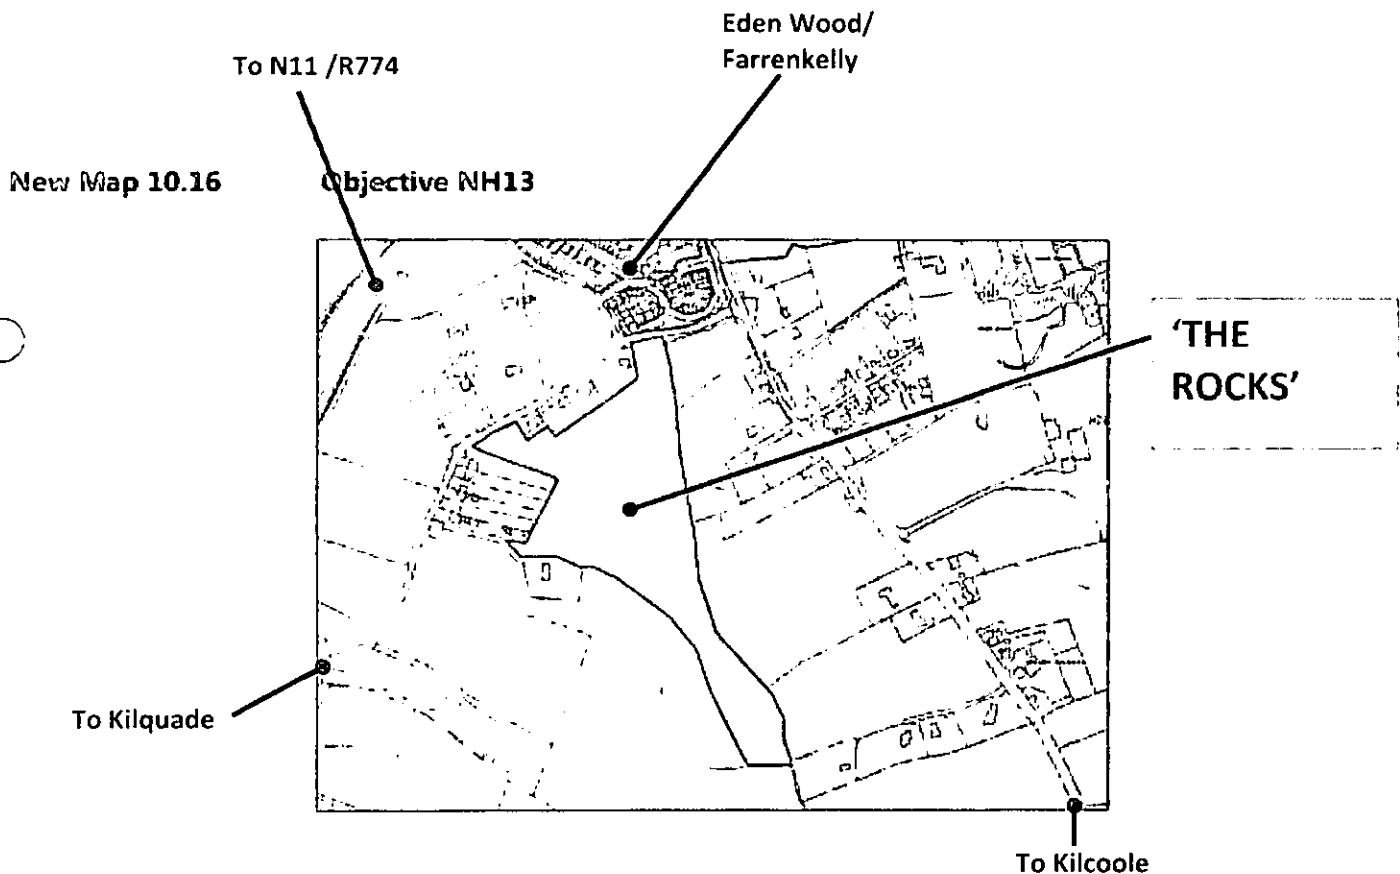 Eden Wood/
Farrenkelly
To N11 /R774
New Map 10.16 Objective NH13
'THE
ROCKS'
To Kilquade
To Kilcoole